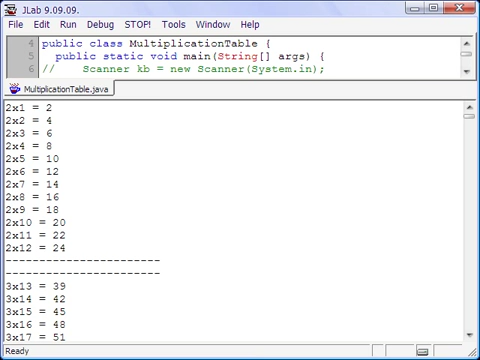 JLab 9.09.09.
File Edit Run Debug STOP! Tools Window Help
4 public class MultiplicationTable {
5 public static void main(String[] args) {
6 // Scanner kb = new Scanner(System.in);
MultiplicationTable.java
2x1 = 2
2x2 = 4
2x3 = 6
2x4 = 8
2x5 = 10
2x6 = 12
2x7 = 14
2x8 = 16
2x9 = 18
2x10 = 20
2x11 = 22
2x12 = 24
-----------------------
-----------------------
3x13 = 39
3x14 = 42
3x15 = 45
3x16 = 48
3x17 = 51
Ready